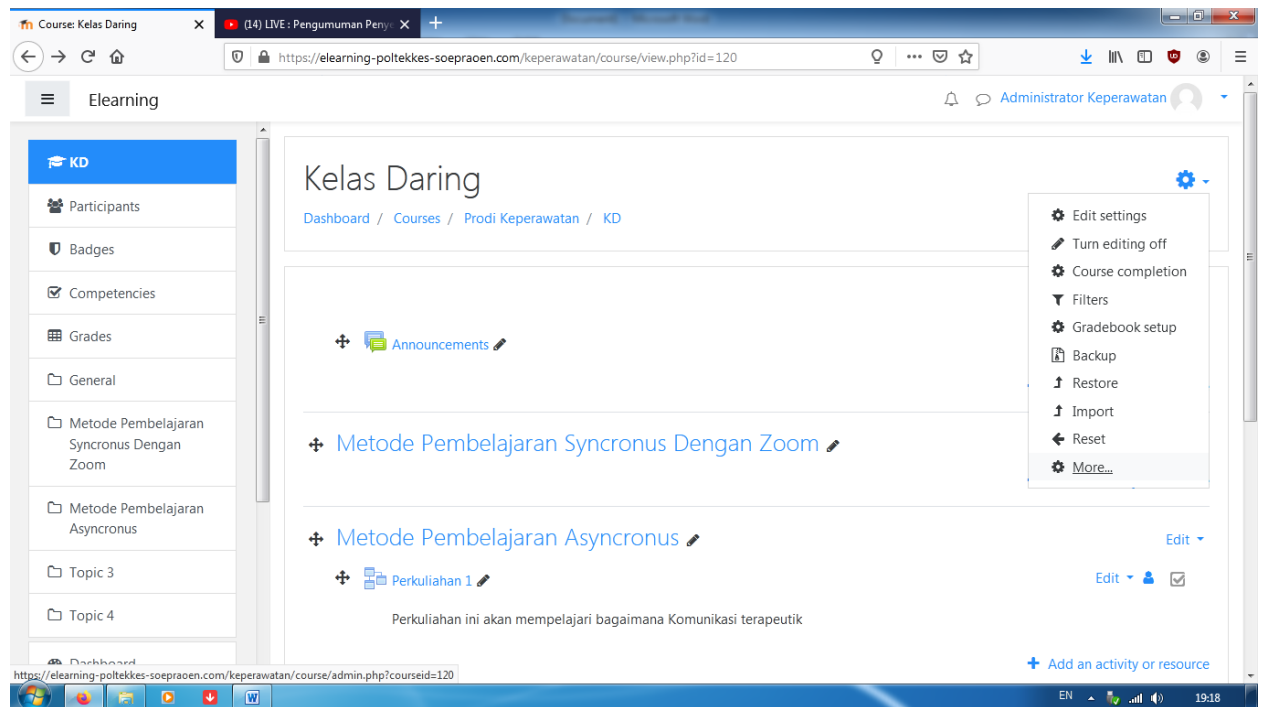 Course: Kelas Daring
(14) LIVE : Pengumuman Penye
https://elearning-poltekkes-soepraoen.com/keperawatan/course/view.php?id=120
Elearning
Administrator Keperawatan
KD
Participants
Badges
Competencies
Grades
General
Metode Pembelajaran
Syncronus Dengan
Zoom
Metode Pembelajaran
Asyncronus
Topic 3
Topic 4
Dashboard
Kelas Daring
Dashboard / Courses / Prodi Keperawatan / KD
Edit settings
Turn editing off
Course completion
Filters
Gradebook setup
Backup
Restore
Import
Reset
More...
Announcements
Metode Pembelajaran Syncronus Dengan Zoom
Metode Pembelajaran Asyncronus
Edit
Perkuliahan 1
Edit
Perkuliahan ini akan mempelajari bagaimana Komunikasi terapeutik
Add an activity or resource
https://elearning-poltekkes-soepraoen.com/keperawatan/course/admin.php?courseid=120
EN
19:18